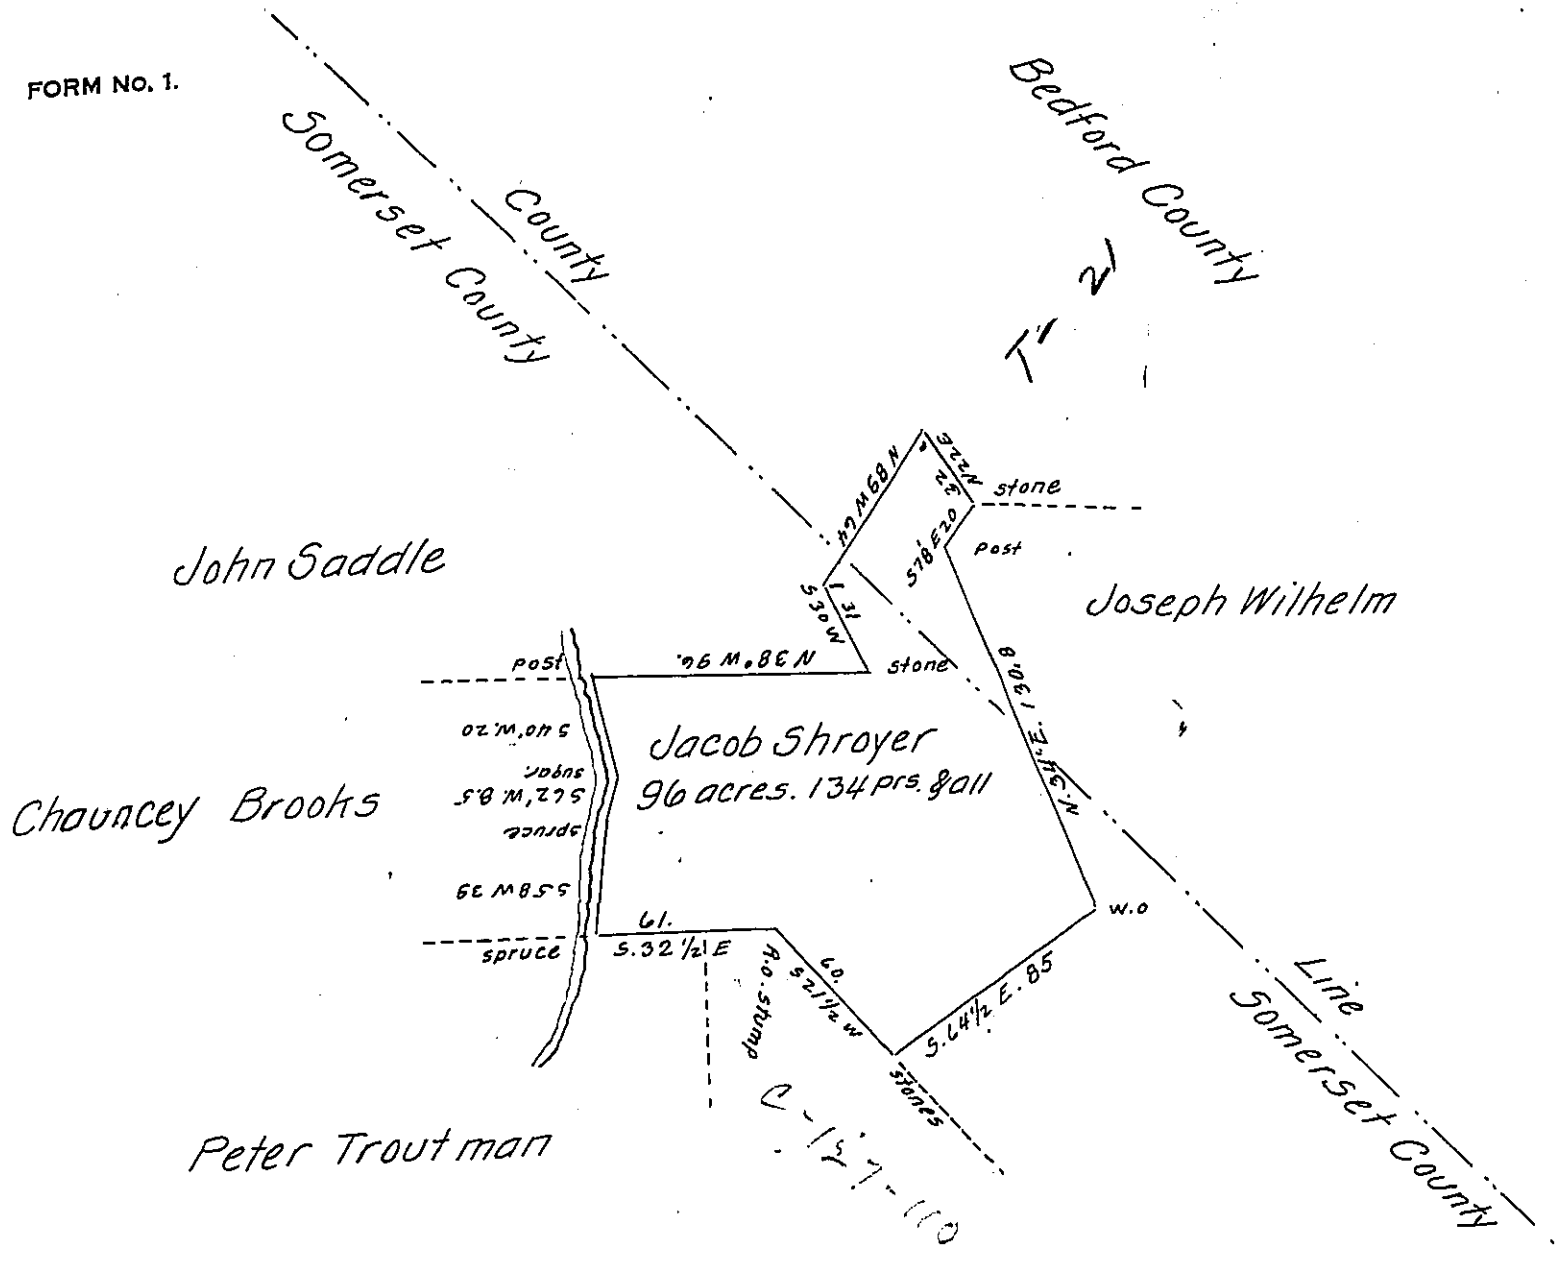 FORM No. 1.
Bedford County
County
Somerset County
N 89 W 64
N 22 E
32
stone
S 78 E 20
Post
John Saddle
Joseph Wilhelm
S 30 W
31
post
N 38° W 96.
stone
N. 34. E. 130.8
S 40, W. 20
Jacob Shroyer
sugar.
S 62, W, 8.5
96 acres. 134 prs. & all
Chauncey Brooks
spruce
S 58 W 39
W.O
61.
spruce
S. 32 1/2 E
R.O. stump
60.
S 21 1/2 W
S. 64 1/2 E. 85
Line
Somerset County
stones
Peter Troutman